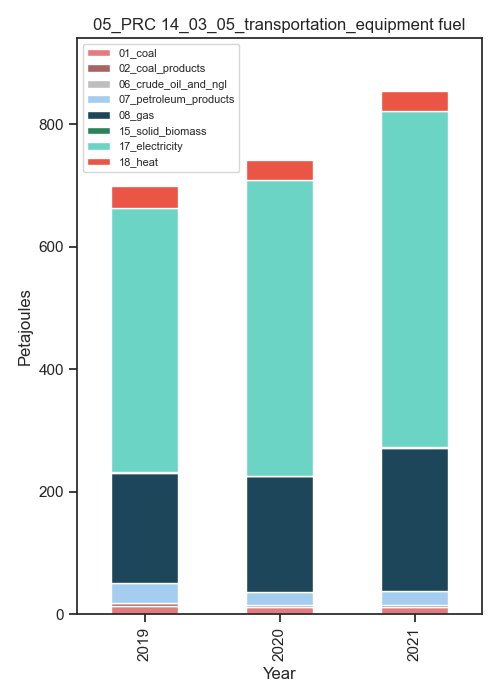 05_PRC 14_03_05_transportation_equipment fuel
01_coal
02_coal_products
06_crude_oil_and_ngl
07_petroleum_products
08_gas
15_solid_biomass
17_electricity
18_heat
Petajoules
800
600
400
200
0
2019
2020
2021
Year